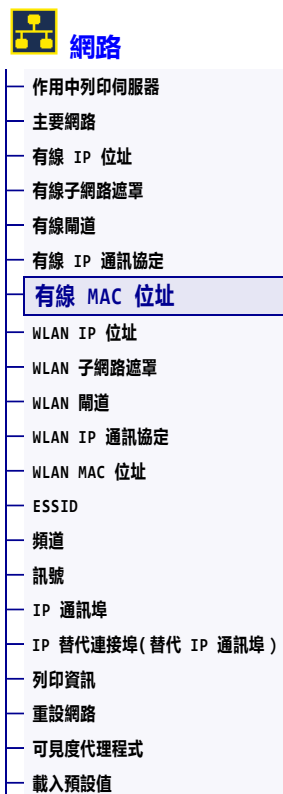 網路
作用中列印伺服器
主要網路
有線 IP 位址
有線子網路遮罩
有線閘道
有線 IP 通訊協定
有線 MAC 位址
WLAN IP 位址
WLAN 子網路遮罩
WLAN 閘道
WLAN IP 通訊協定
WLAN MAC 位址
ESSID
頻道
訊號
IP 通訊埠
IP 替代連接埠(替代 IP 通訊埠)
列印資訊
重設網路
可見度代理程式
載入預設值